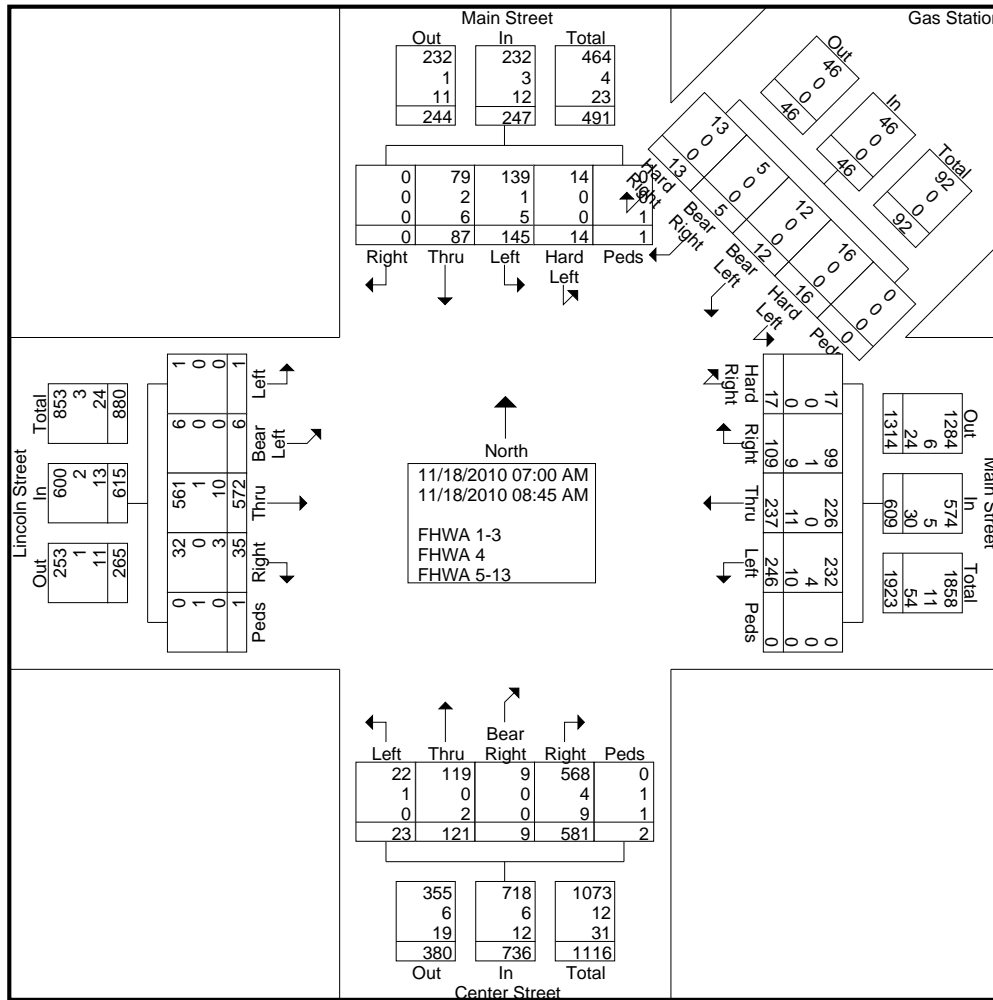 Main Street
Out In Total
232 232 464
1 3 4
11 12 23
244 247 491
0 79 139 14 0
0 2 1 0 0
0 6 5 0 1
0 87 145 14 1
Right Thru Left Hard Left Peds
Gas Station
Out
46
0
0
46
In
46
0
0
46
Total
92
0
0
92
13 5 12 16 0
0 0 0 0 0
0 0 0 0 0
13 5 12 16 0
Hard Right Bear Right Bear Left Hard Left Peds
Lincoln Street
Total In Out
853 600 253
3 2 1
24 13 11
880 615 265
1 6 561 32 0
0 0 1 0 1
0 0 10 3 0
1 6 572 35 1
Left Bear Left Thru Right Peds
North
11/18/2010 07:00 AM
11/18/2010 08:45 AM
FHWA 1-3
FHWA 4
FHWA 5-13
Main Street
Out In Total
1284 574 1858
6 5 11
24 30 54
1314 609 1923
17 99 226 232 0
0 1 0 4 0
0 9 11 10 0
17 109 237 246 0
Hard Right Right Thru Left Peds
Left Thru Bear Right Right Peds
22 119 9 568 0
1 0 0 4 1
0 2 0 9 1
23 121 9 581 2
355 718 1073
6 6 12
19 12 31
380 736 1116
Out In Total
Center Street